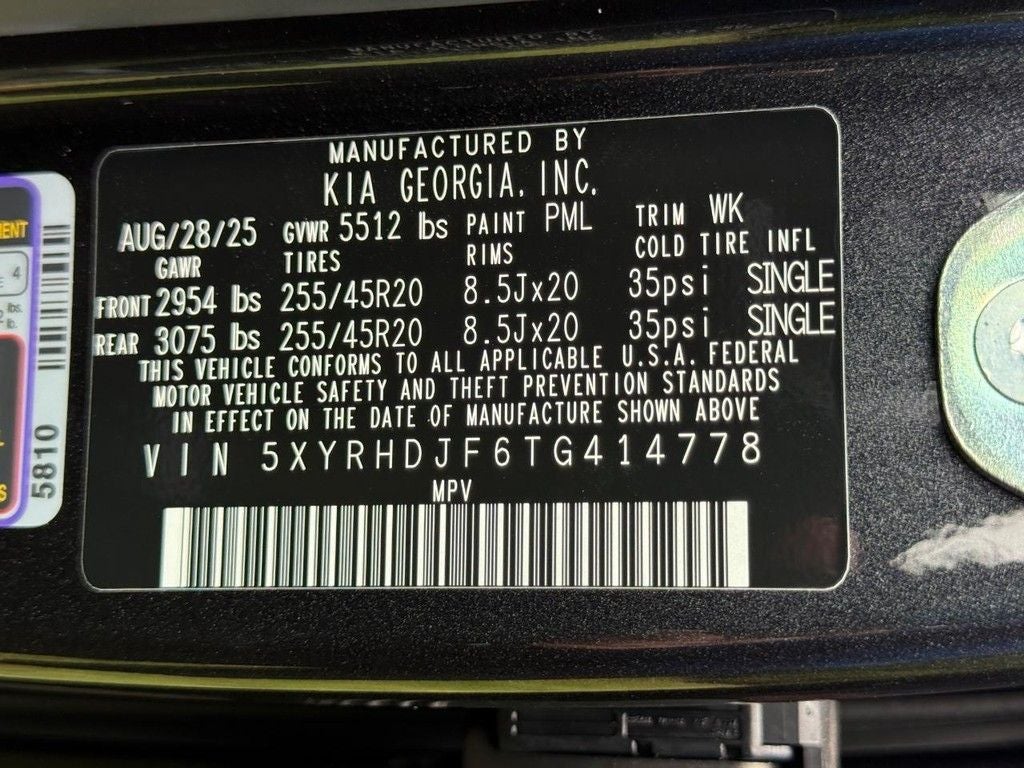 MANUFACTURED BY
KIA GEORGIA, INC.
AUG/28/25 GVWR 5512 lbs PAINT PML TRIM WK
GAWR TIRES RIMS COLD TIRE INFL
FRONT 2954 lbs 255/45R20 8.5Jx20 35psi SINGLE
REAR 3075 lbs 255/45R20 8.5Jx20 35psi SINGLE
THIS VEHICLE CONFORMS TO ALL APPLICABLE U.S.A. FEDERAL
MOTOR VEHICLE SAFETY AND THEFT PREVENTION STANDARDS
IN EFFECT ON THE DATE OF MANUFACTURE SHOWN ABOVE
VIN 5XYRHDJF6TG414778
MPV
4
5810